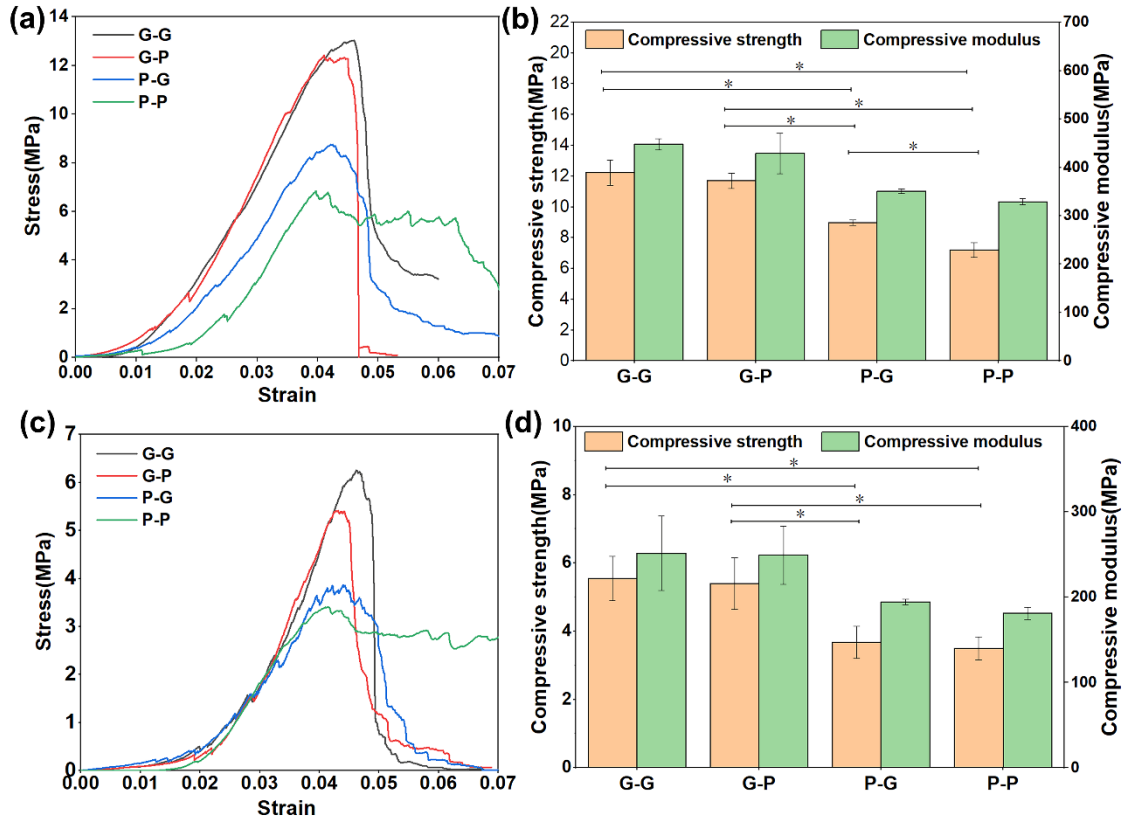 (a)
Stress(MPa)
14
12
10
8
6
4
2
0
0.00 0.01 0.02 0.03 0.04 0.05 0.06 0.07
Strain
G-G
G-P
P-G
P-P
(b)
Compressive strength(MPa)
22
20
18
16
14
12
10
8
6
4
2
0
Compressive strength Compressive modulus
*
*
*
*
*
G-G G-P P-G P-P
700
600
500
400
300
200
100
0
Compressive modulus(MPa)
(c)
Stress(MPa)
7
6
5
4
3
2
1
0
0.00 0.01 0.02 0.03 0.04 0.05 0.06 0.07
Strain
G-G
G-P
P-G
P-P
(d)
Compressive strength(MPa)
10
8
6
4
2
0
Compressive strength Compressive modulus
*
*
*
*
G-G G-P P-G P-P
400
300
200
100
0
Compressive modulus(MPa)